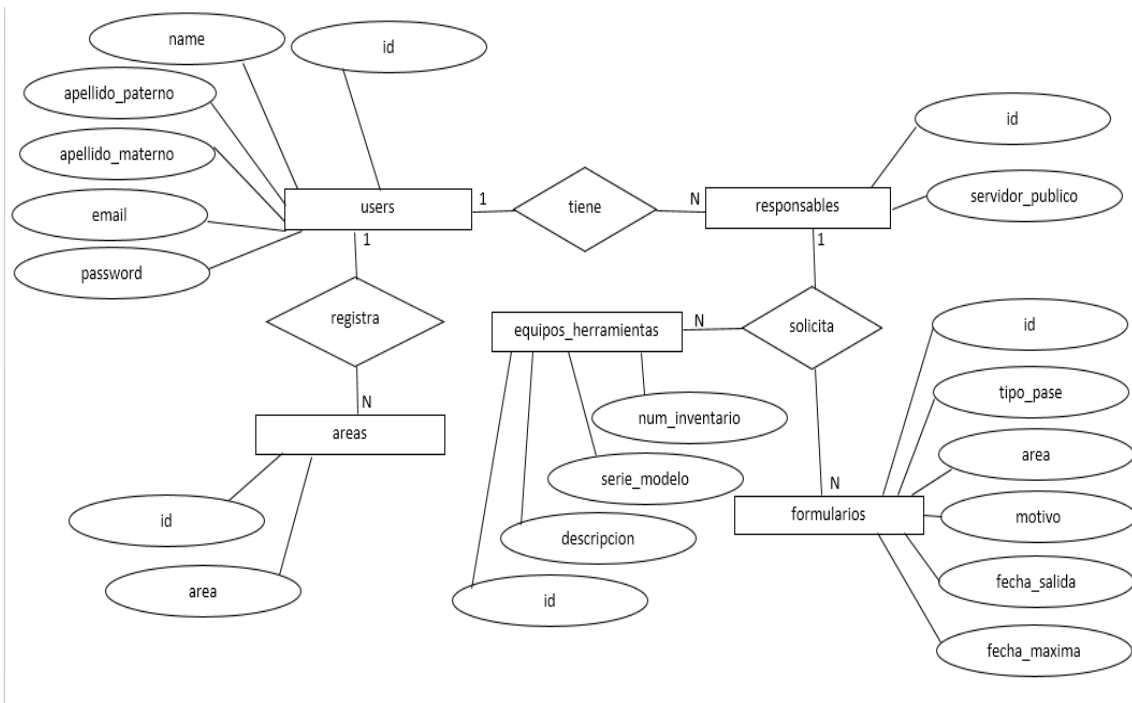 name
id
apellido_paterno
apellido_materno
email
password
users
1
tiene
N
responsables
id
servidor_publico
1
registra
N
areas
id
area
1
solicita
N
equipos_herramientas
num_inventario
serie_modelo
descripcion
id
N
formularios
id
tipo_pase
area
motivo
fecha_salida
fecha_maxima